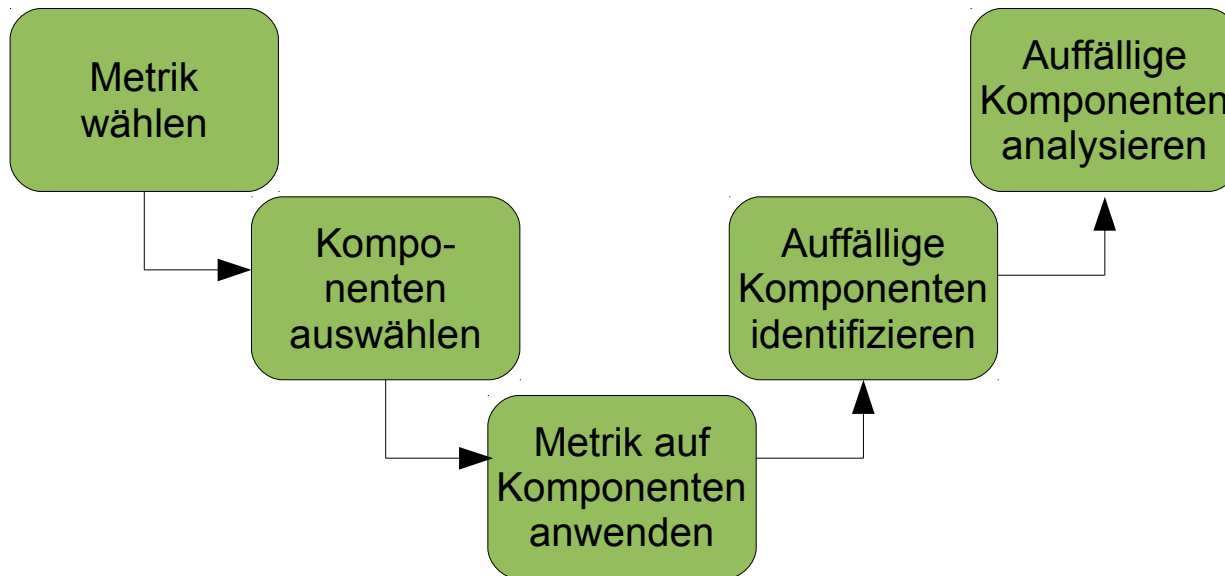 Metrik
wählen
Kompo-
nenten
auswählen
Metrik auf
Komponenten
anwenden
Auffällige
Komponenten
identifizieren
Auffällige
Komponenten
analysieren